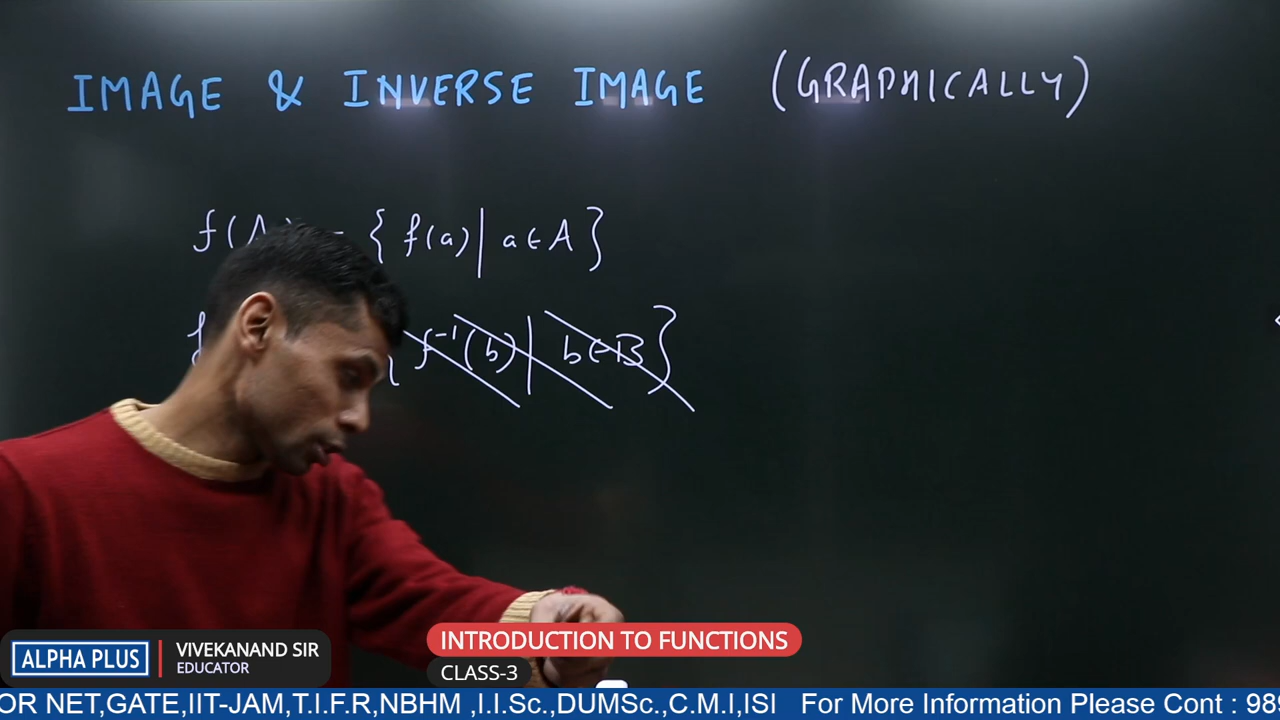 IMAGE & INVERSE IMAGE (GRAPHICALLY)
f(A) = { f(a) | a ∈ A }
{ f⁻¹(b) | b ∈ B }
ALPHA PLUS
VIVEKANAND SIR
EDUCATOR
INTRODUCTION TO FUNCTIONS
CLASS-3
OR NET,GATE,IIT-JAM,T.I.F.R,NBHM ,I.I.Sc.,DUMSc.,C.M.I,ISI For More Information Please Cont : 989